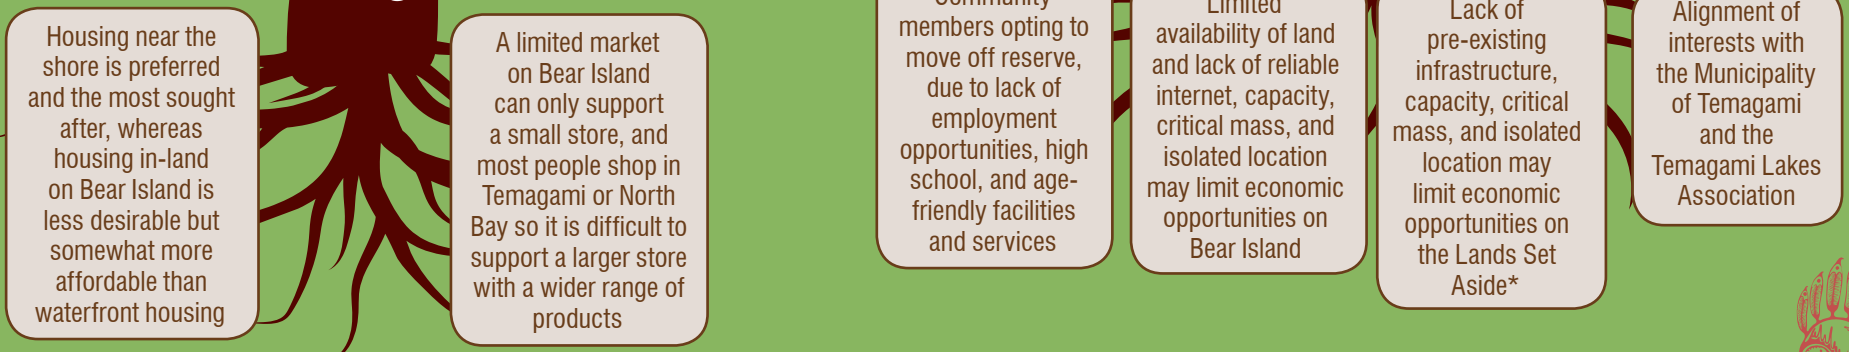 Housing near the
shore is preferred
and the most sought
after, whereas
housing in-land
on Bear Island is
less desirable but
somewhat more
affordable than
waterfront housing
A limited market
on Bear Island
can only support
a small store, and
most people shop in
Temagami or North
Bay so it is difficult to
support a larger store
with a wider range of
products
Community
members opting to
move off reserve,
due to lack of
employment
opportunities, high
school, and age-
friendly facilities
and services
Limited
availability of land
and lack of reliable
internet, capacity,
critical mass, and
isolated location
may limit economic
opportunities on
Bear Island
Lack of
pre-existing
infrastructure,
capacity, critical
mass, and isolated
location may
limit economic
opportunities on
the Lands Set
Aside*
Alignment of
interests with
the Municipality
of Temagami
and the
Temagami Lakes
Association